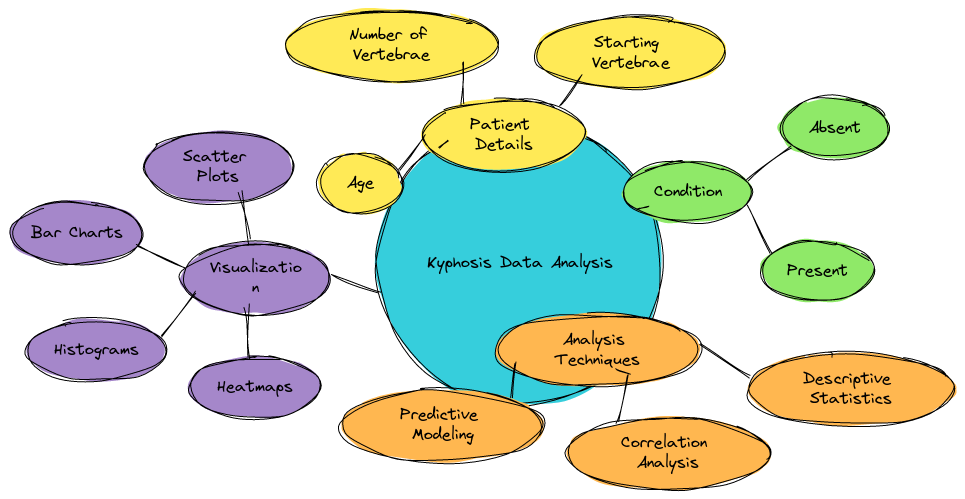 Number of
Vertebrae
Starting
Vertebrae
Patient
Details
Age
Absent
Condition
Present
Scatter
Plots
Bar Charts
Visualizatio
n
Histograms
Heatmaps
Kyphosis Data Analysis
Analysis
Techniques
Descriptive
Statistics
Predictive
Modeling
Correlation
Analysis